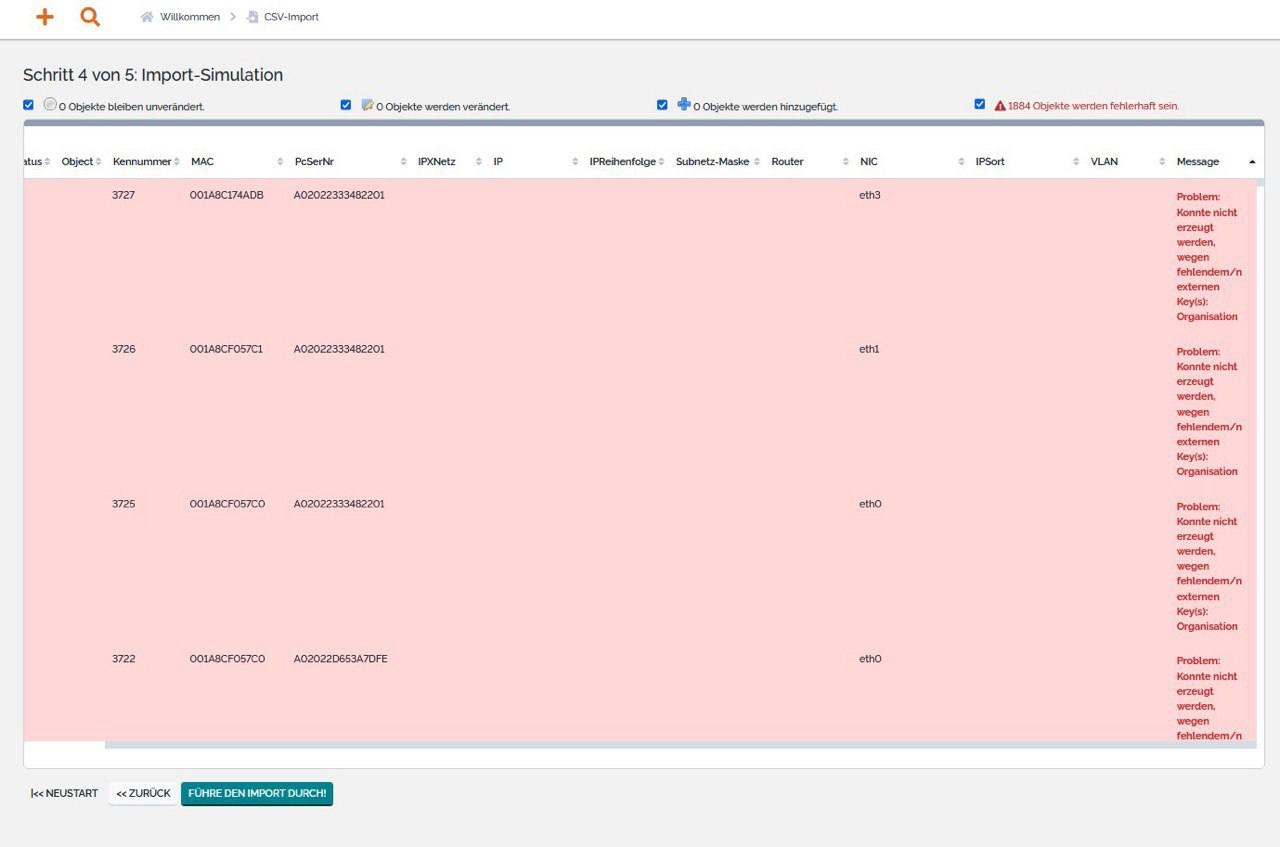 Willkommen > CSV-Import
Schritt 4 von 5: Import-Simulation
0 Objekte bleiben unverändert. 0 Objekte werden verändert. 0 Objekte werden hinzugefügt. 1884 Objekte werden fehlerhaft sein.
atus Object Kennummer MAC PcSerNr IPXNetz IP IPReihenfolge Subnetz-Maske Router NIC IPSort VLAN Message
3727 001A8C174ADB A02022333482201 eth3 Problem:
Konnte nicht
erzeugt
werden,
wegen
fehlendem/n
externen
Key(s):
Organisation
3726 001A8CF057C1 A02022333482201 eth1 Problem:
Konnte nicht
erzeugt
werden,
wegen
fehlendem/n
externen
Key(s):
Organisation
3725 001A8CF057C0 A02022333482201 eth0 Problem:
Konnte nicht
erzeugt
werden,
wegen
fehlendem/n
externen
Key(s):
Organisation
3722 001A8CF057C0 A02022D653A7DFE eth0 Problem:
Konnte nicht
erzeugt
werden,
wegen
fehlendem/n
|<< NEUSTART << ZURÜCK FÜHRE DEN IMPORT DURCH!